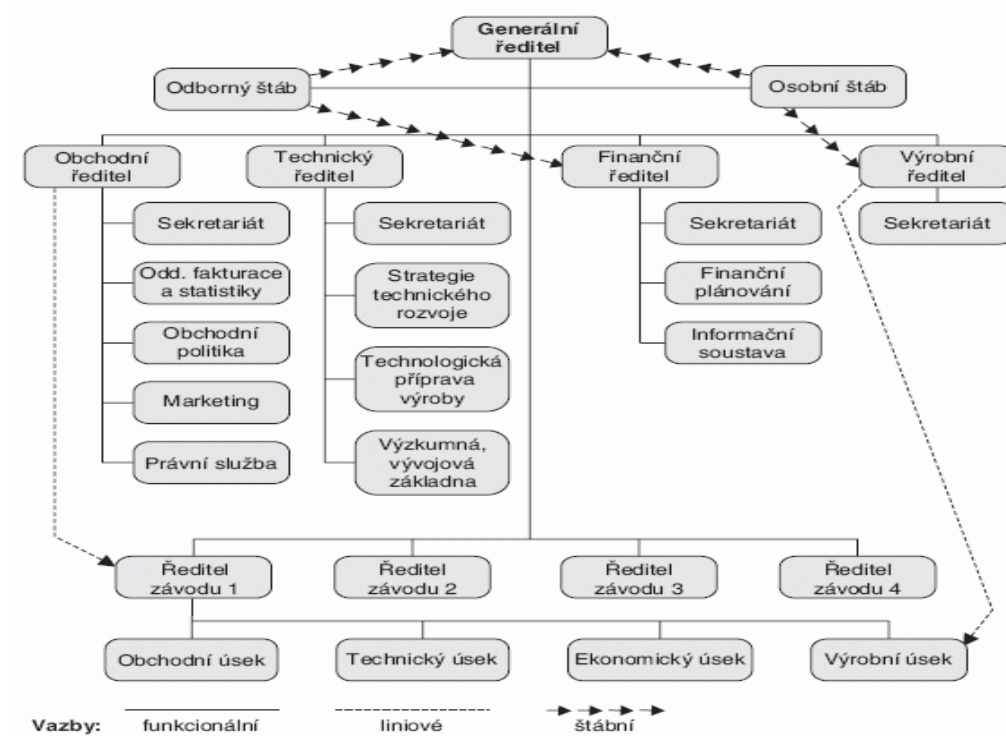 Generální
ředitel
Odborný štáb
Osobní štáb
Obchodní
ředitel
Technický
ředitel
Finanční
ředitel
Výrobní
ředitel
Sekretariát
Sekretariát
Sekretariát
Sekretariát
Odd. fakturace
a statistiky
Strategie
technického
rozvoje
Finanční
plánování
Obchodní
politika
Technologická
příprava
výroby
Informační
soustava
Marketing
Právní služba
Výzkumná,
vývojová
základna
Ředitel
závodu 1
Ředitel
závodu 2
Ředitel
závodu 3
Ředitel
závodu 4
Obchodní úsek
Technický úsek
Ekonomický úsek
Výrobní úsek
Vazby: funkcionální liniové štábní